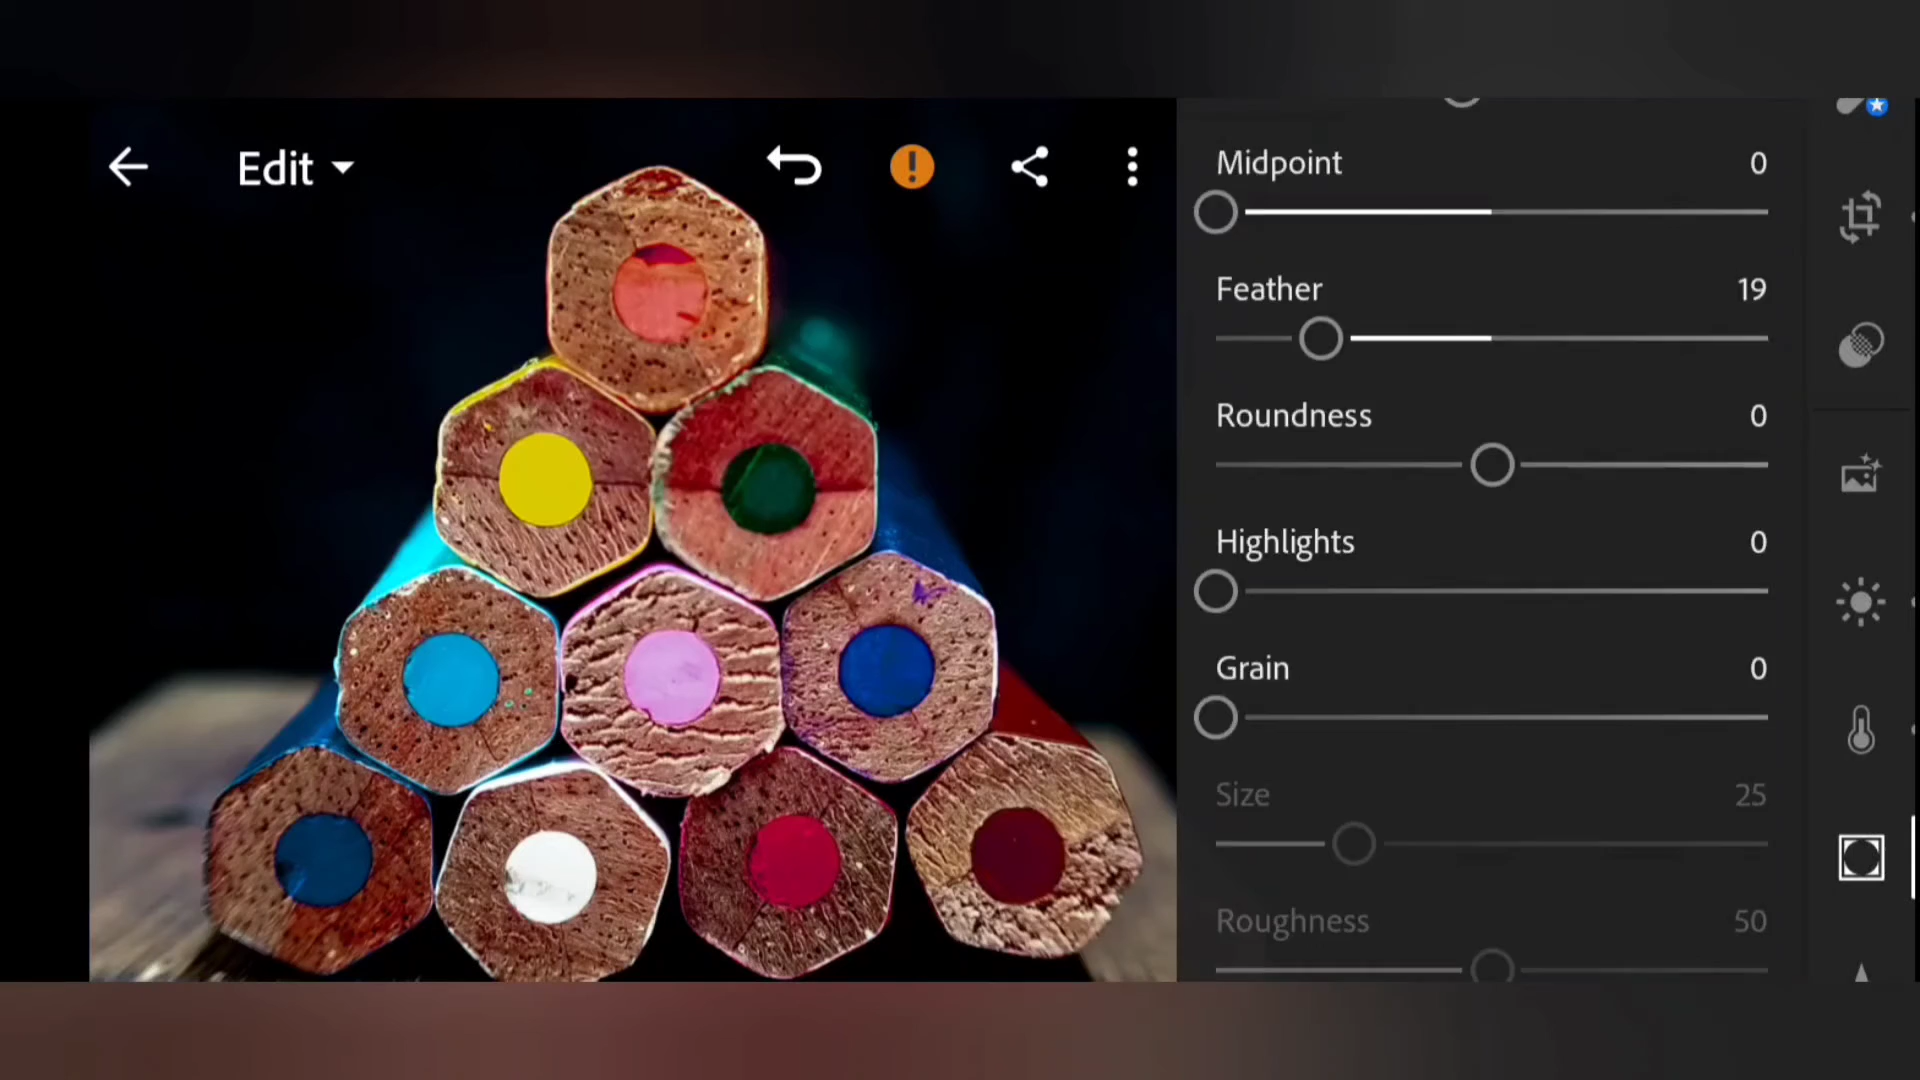 Edit
Midpoint 0
Feather 19
Roundness 0
Highlights 0
Grain 0
Size 25
Roughness 50